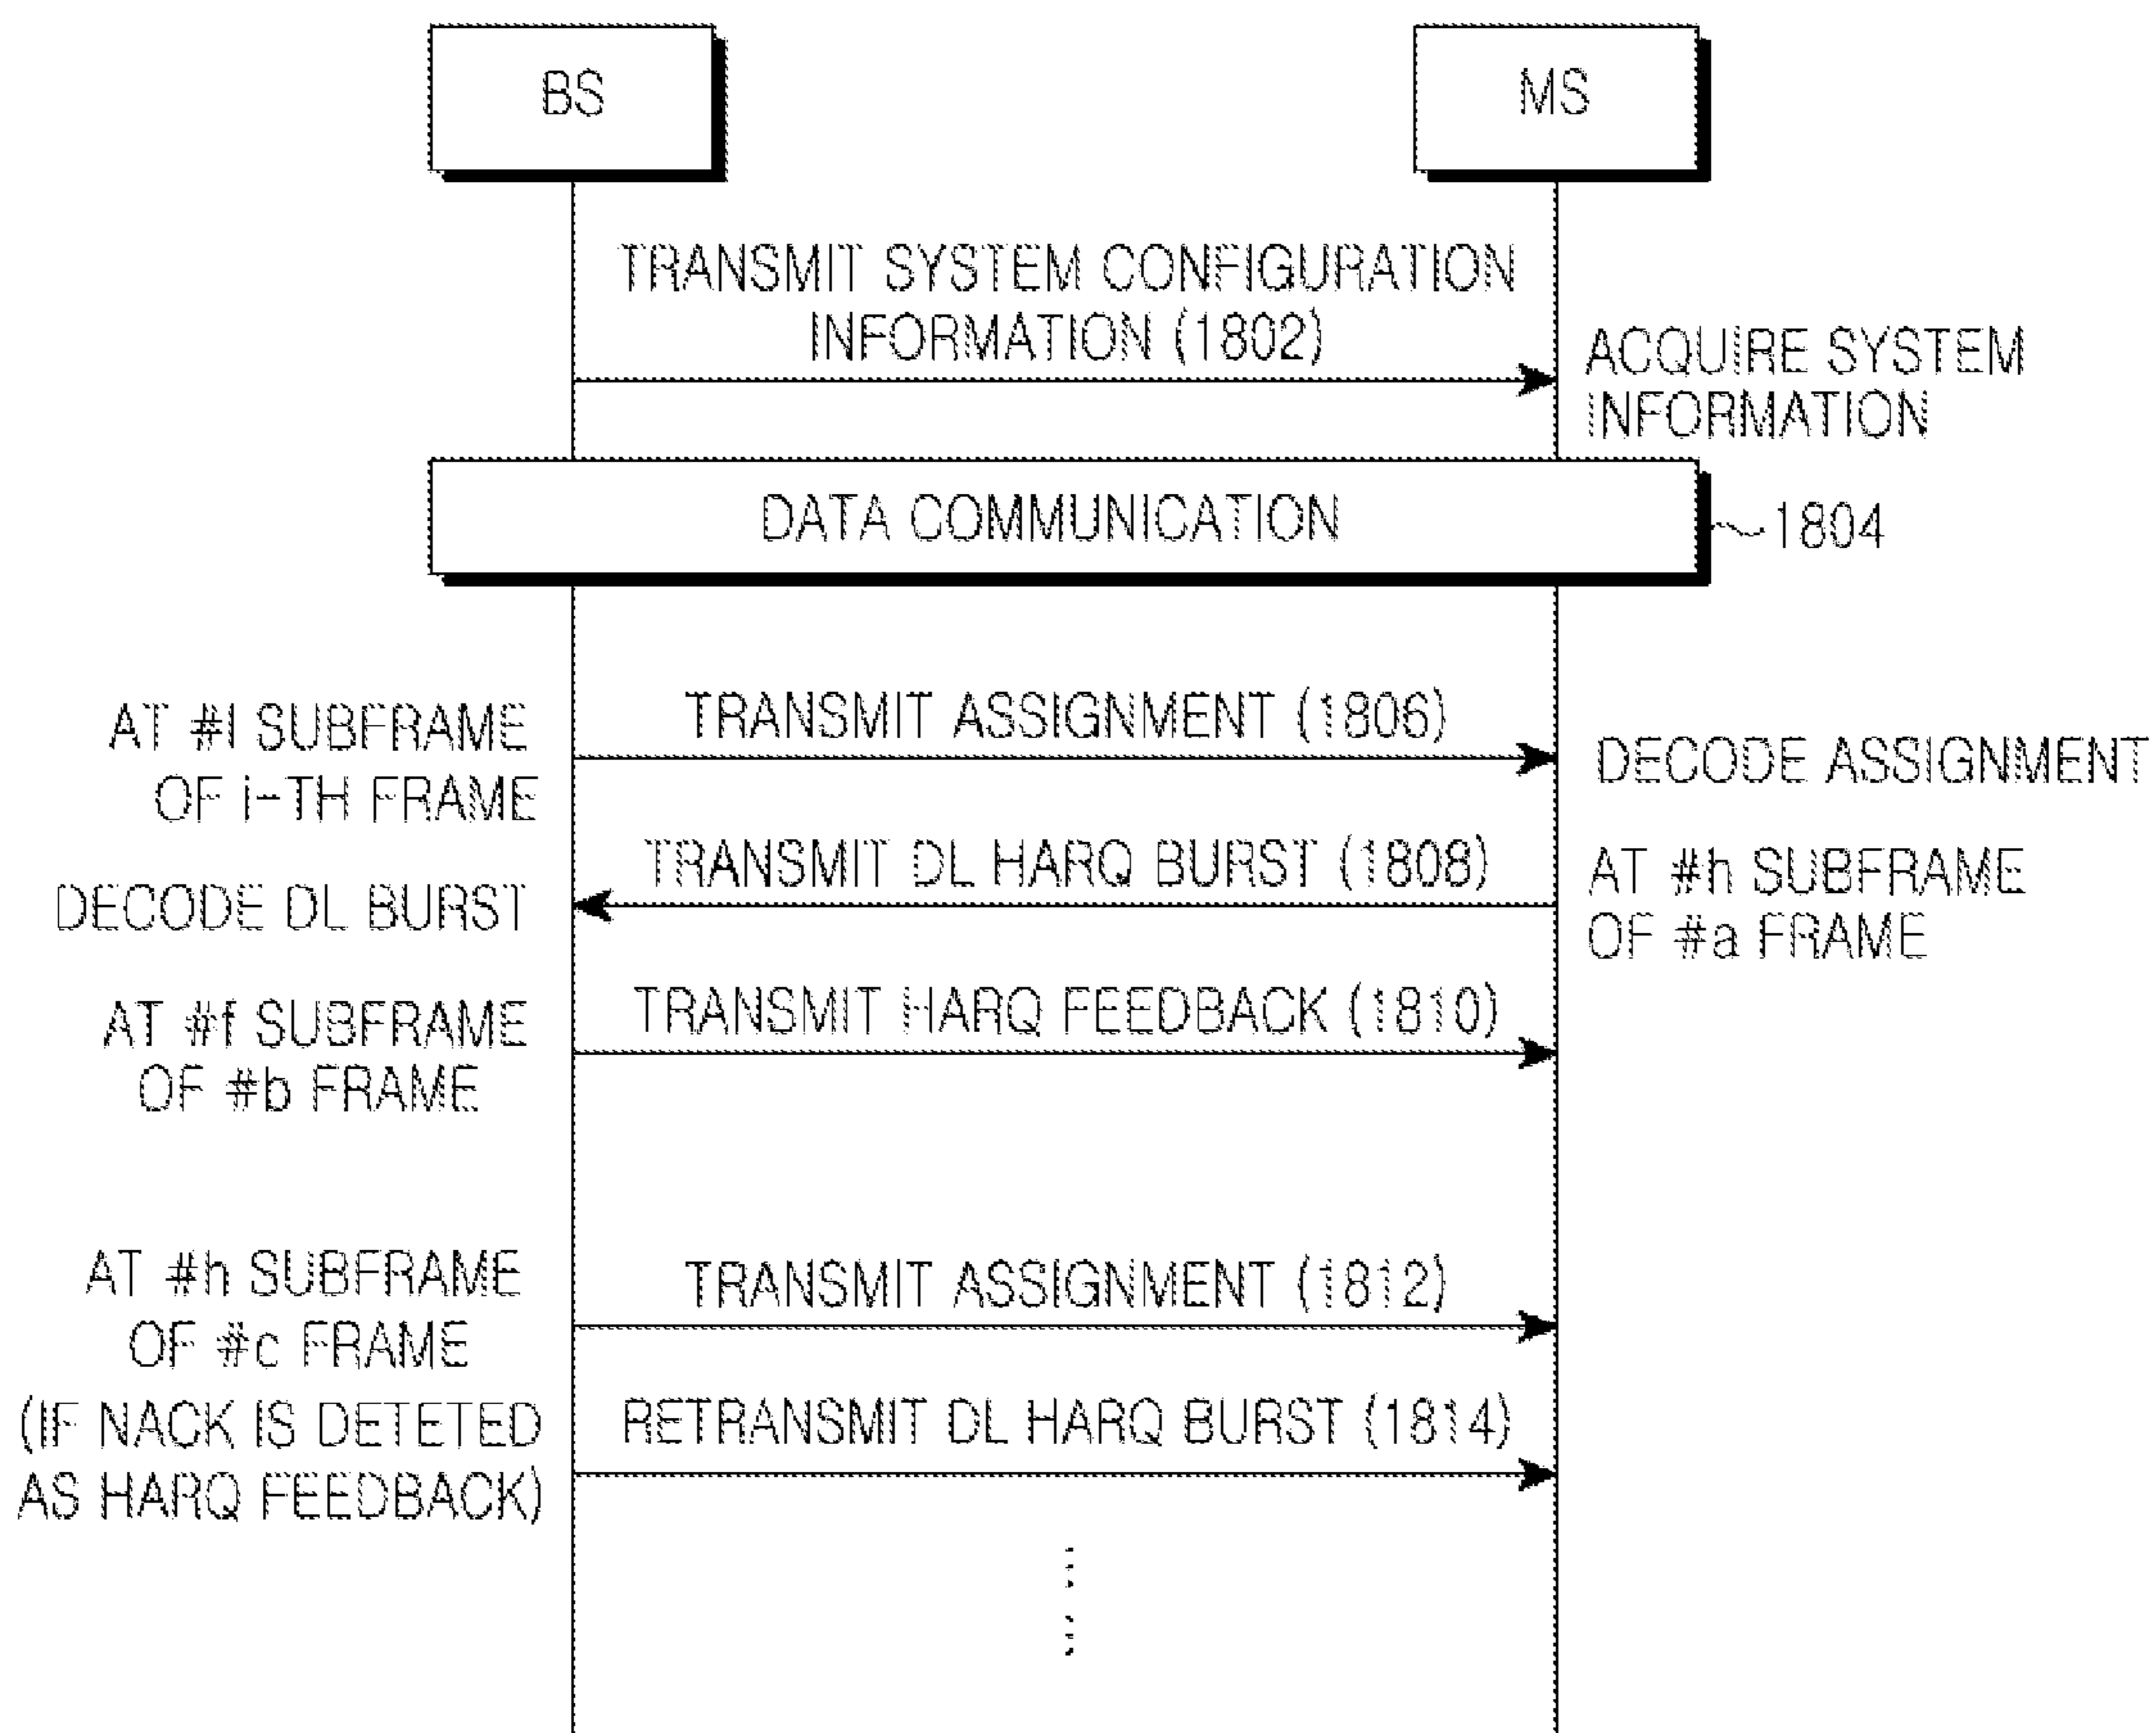 BS
MS
TRANSMIT SYSTEM CONFIGURATION
INFORMATION (1802)
ACQUIRE SYSTEM
INFORMATION
DATA COMMUNICATION
1804
AT #l SUBFRAME
OF i-TH FRAME
TRANSMIT ASSIGNMENT (1806)
DECODE ASSIGNMENT
DECODE DL BURST
TRANSMIT DL HARQ BURST (1808)
AT #h SUBFRAME
OF #a FRAME
AT #f SUBFRAME
OF #b FRAME
TRANSMIT HARQ FEEDBACK (1810)
AT #h SUBFRAME
OF #c FRAME
TRANSMIT ASSIGNMENT (1812)
(IF NACK IS DETETED
AS HARQ FEEDBACK)
RETRANSMIT DL HARQ BURST (1814)